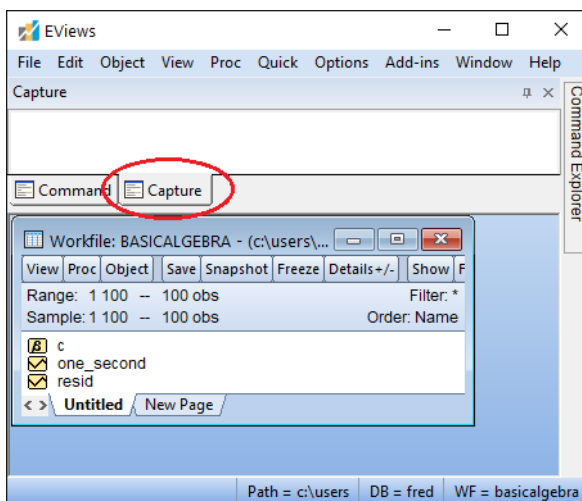 EViews
File Edit Object View Proc Quick Options Add-ins Window Help
Capture
Command Explorer
Command Capture
Workfile: BASICALGEBRA - (c:\users\...
View Proc Object Save Snapshot Freeze Details+/- Show F
Range: 1 100 -- 100 obs Filter: *
Sample: 1 100 -- 100 obs Order: Name
β c
one_second
resid
< > Untitled New Page
Path = c:\users DB = fred WF = basicalgebra